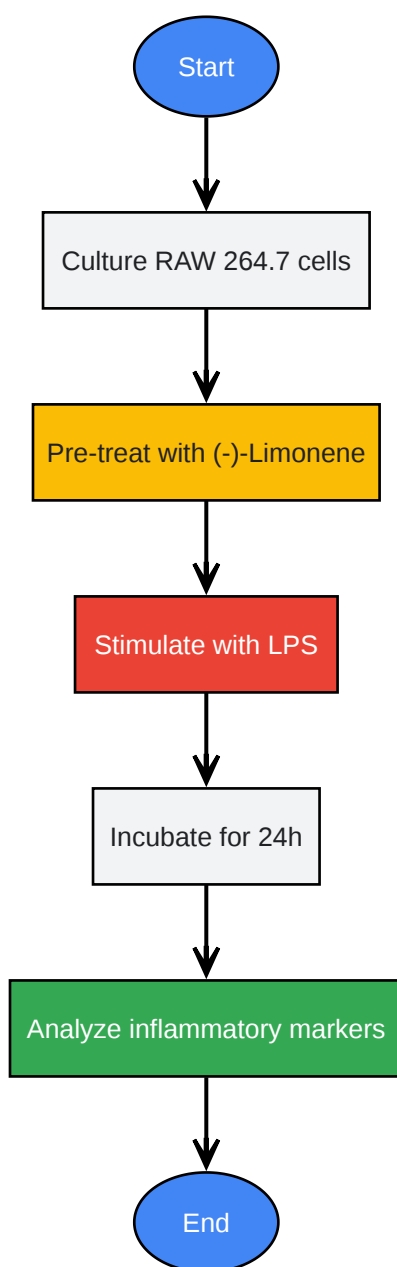 Start
Culture RAW 264.7 cells
Pre-treat with (-)-Limonene
Stimulate with LPS
Incubate for 24h
Analyze inflammatory markers
End